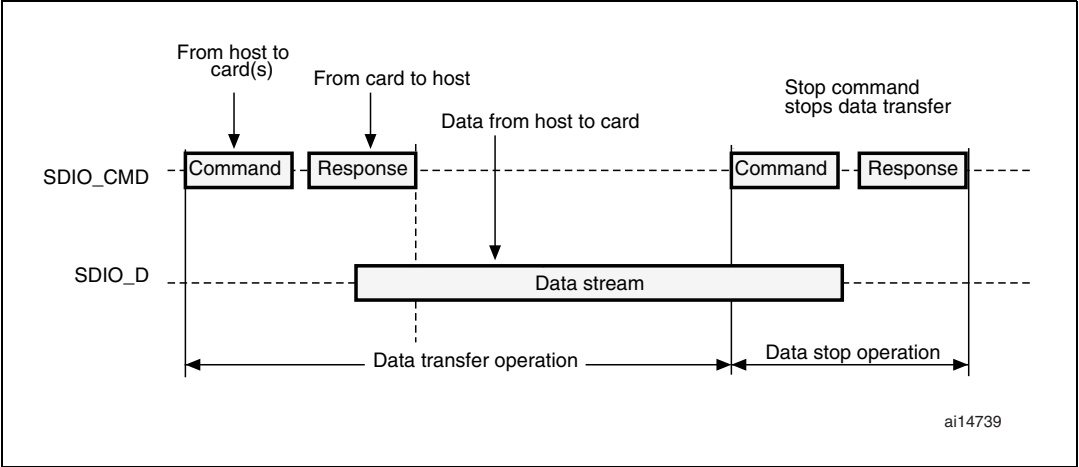 From host to
card(s)
From card to host
Data from host to card
Stop command
stops data transfer
SDIO_CMD
Command
Response
Command
Response
SDIO_D
Data stream
Data transfer operation
Data stop operation
ai14739